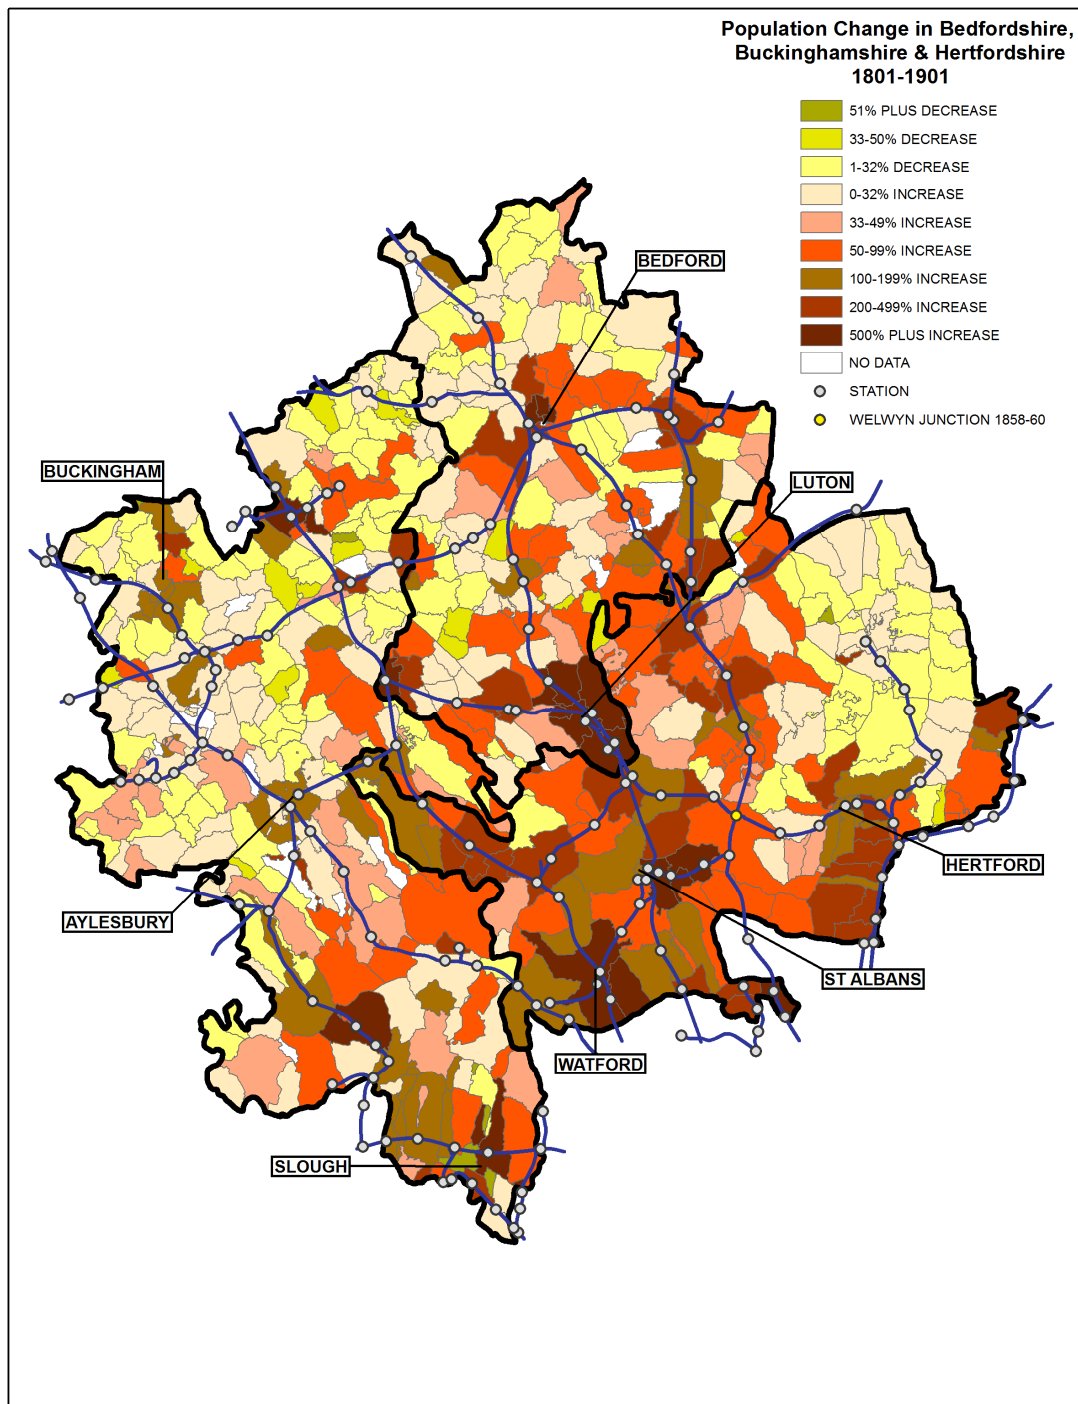 Population Change in Bedfordshire,
Buckinghamshire & Hertfordshire
1801-1901
51% PLUS DECREASE
33-50% DECREASE
1-32% DECREASE
0-32% INCREASE
33-49% INCREASE
50-99% INCREASE
100-199% INCREASE
200-499% INCREASE
500% PLUS INCREASE
NO DATA
STATION
WELWYN JUNCTION 1858-60
BEDFORD
BUCKINGHAM
LUTON
HERTFORD
AYLESBURY
ST ALBANS
WATFORD
SLOUGH